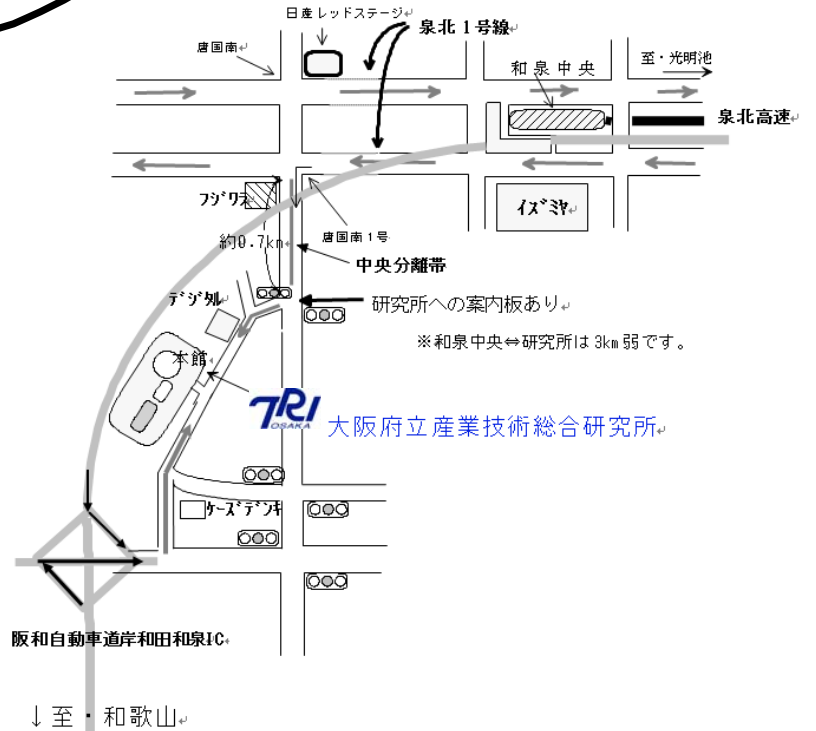 日産レッドステージ
泉北1号線
唐国南
和泉中央
至・光明池
泉北高速
フジワラ
イズミヤ
約0.7km
唐国南1号
中央分離帯
デジタル
研究所への案内板あり
※和泉中央⇔研究所は3km弱です。
本館
TRI
OSAKA
大阪府立産業技術総合研究所
ケーズデンキ
阪和自動車道岸和田和泉IC
↓至・和歌山